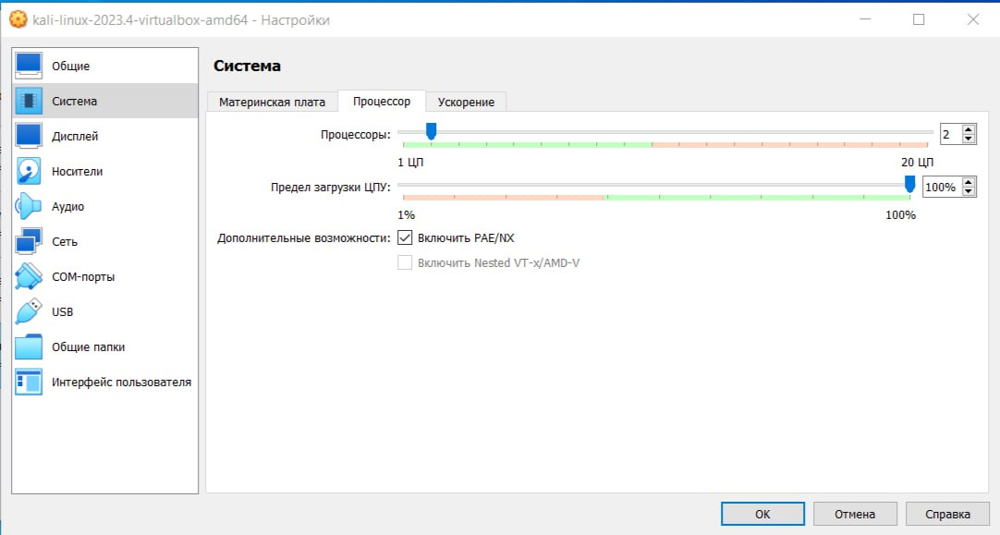 kali-linux-2023.4-virtualbox-amd64 - Настройки
Общие
Система
Дисплей
Носители
Аудио
Сеть
COM-порты
USB
Общие папки
Интерфейс пользователя
Система
Материнская плата Процессор Ускорение
Процессоры: 2
1 ЦП 20 ЦП
Предел загрузки ЦПУ: 100%
1% 100%
Дополнительные возможности: Включить PAE/NX
Включить Nested VT-x/AMD-V
ОК Отмена Справка